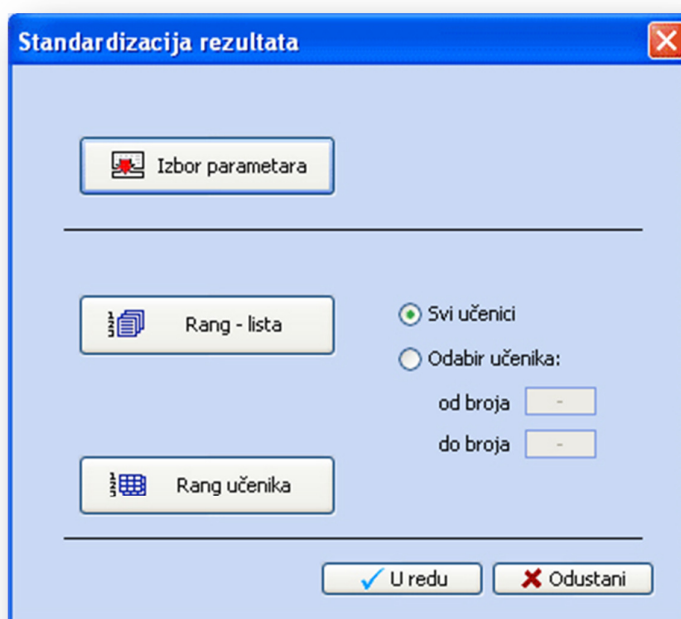 Standardizacija rezultata
Izbor parametara
Rang - lista
Svi učenici
Odabir učenika:
od broja -
do broja -
Rang učenika
U redu
Odustani